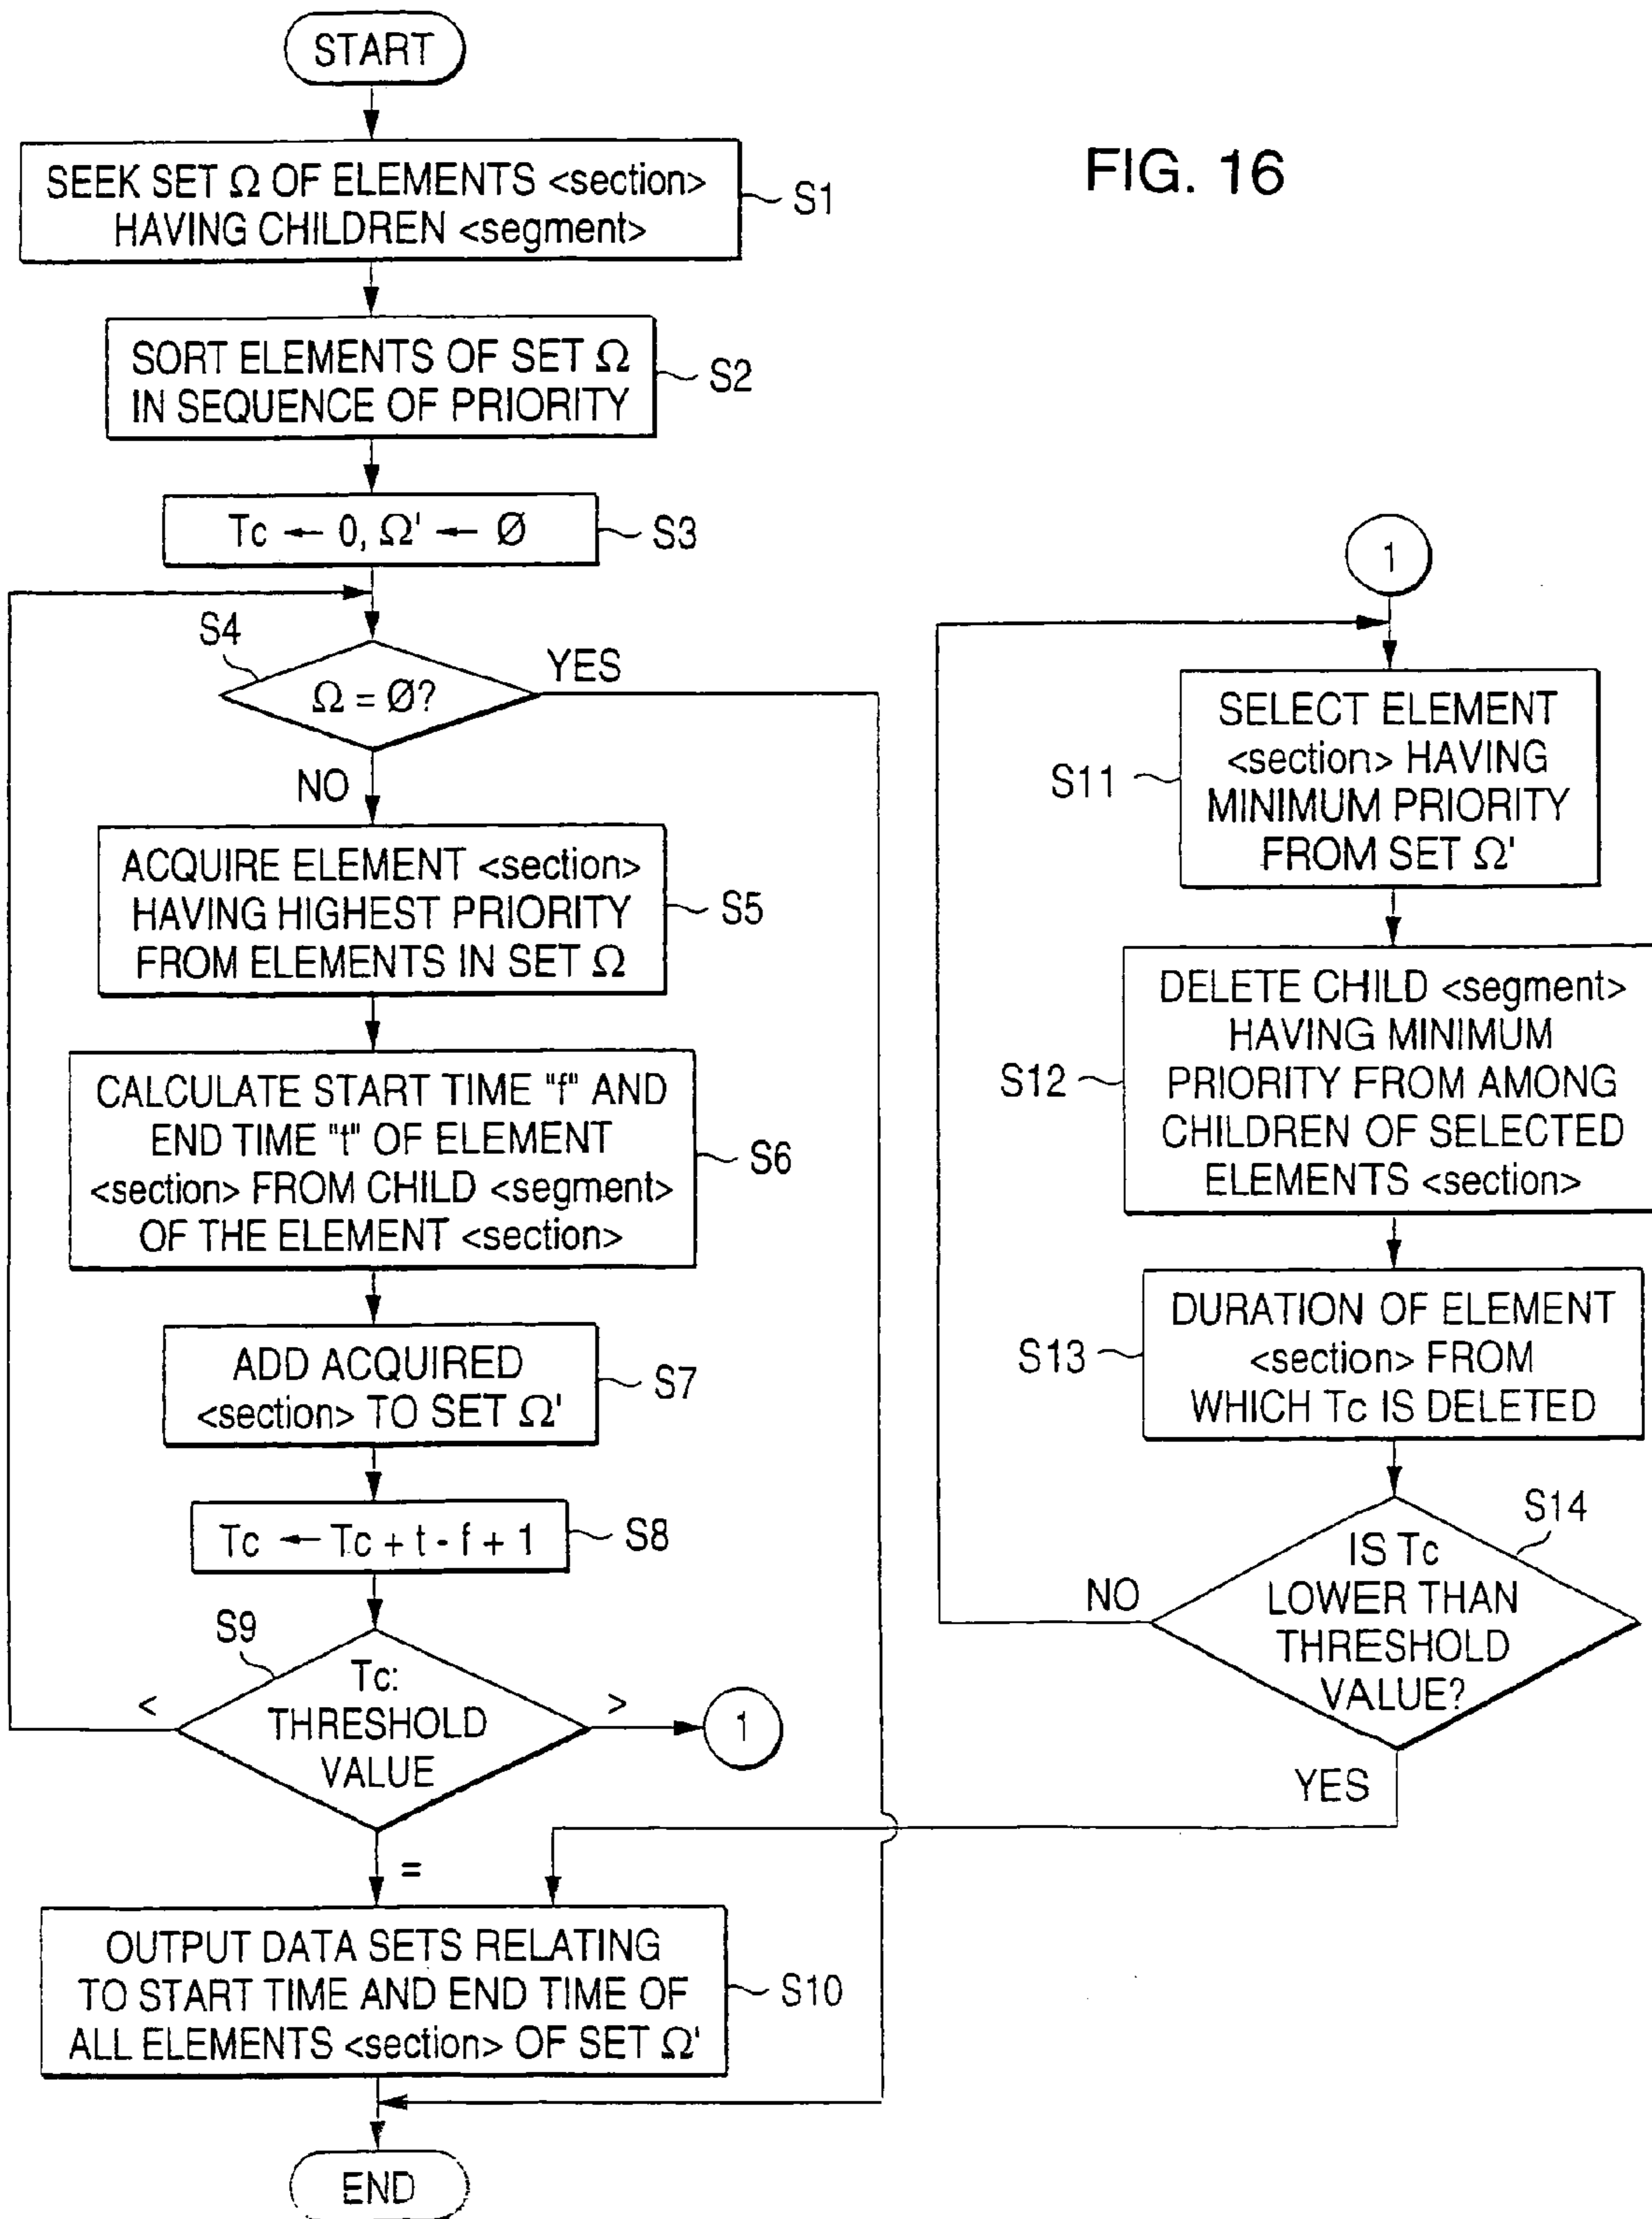 START
FIG. 16
SEEK SET Ω OF ELEMENTS <section>
HAVING CHILDREN <segment>
S1
SORT ELEMENTS OF SET Ω
IN SEQUENCE OF PRIORITY
S2
Tc ← 0, Ω' ← Ø
S3
S4
Ω = Ø?
YES
NO
ACQUIRE ELEMENT <section>
HAVING HIGHEST PRIORITY
FROM ELEMENTS IN SET Ω
S5
CALCULATE START TIME "f" AND
END TIME "t" OF ELEMENT
<section> FROM CHILD <segment>
OF THE ELEMENT <section>
S6
ADD ACQUIRED
<section> TO SET Ω'
S7
Tc ← Tc + t - f + 1
S8
S9
Tc:
THRESHOLD
VALUE
<
>
1
=
OUTPUT DATA SETS RELATING
TO START TIME AND END TIME OF
ALL ELEMENTS <section> OF SET Ω'
S10
END
1
SELECT ELEMENT
<section> HAVING
MINIMUM PRIORITY
FROM SET Ω'
S11
DELETE CHILD <segment>
HAVING MINIMUM
PRIORITY FROM AMONG
CHILDREN OF SELECTED
ELEMENTS <section>
S12
DURATION OF ELEMENT
<section> FROM
WHICH Tc IS DELETED
S13
S14
IS Tc
LOWER THAN
THRESHOLD
VALUE?
NO
YES